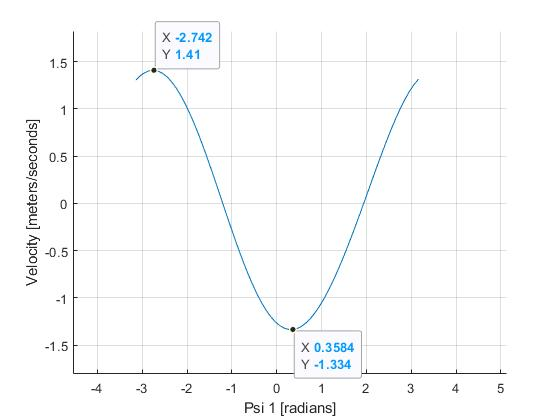 X -2.742
Y 1.41
1.5
1
0.5
0
-0.5
-1
-1.5
Velocity [meters/seconds]
X 0.3584
Y -1.334
-4 -3 -2 -1 0 1 2 3 4 5
Psi 1 [radians]